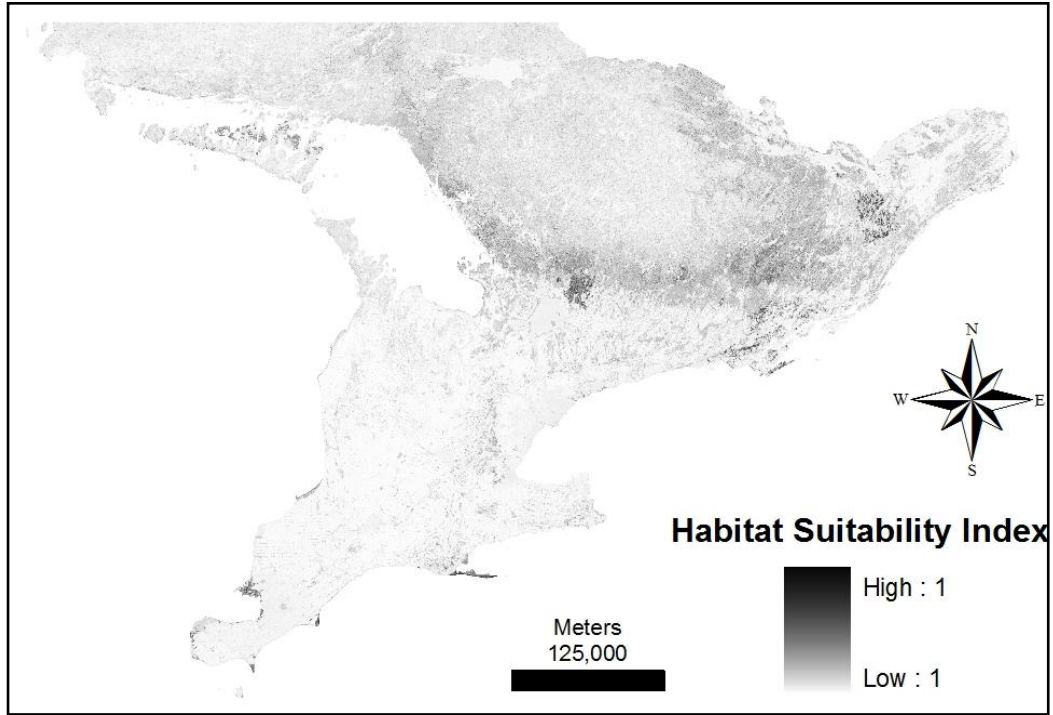 N
W E
S
Habitat Suitability Index
High : 1
Low : 1
Meters
125,000